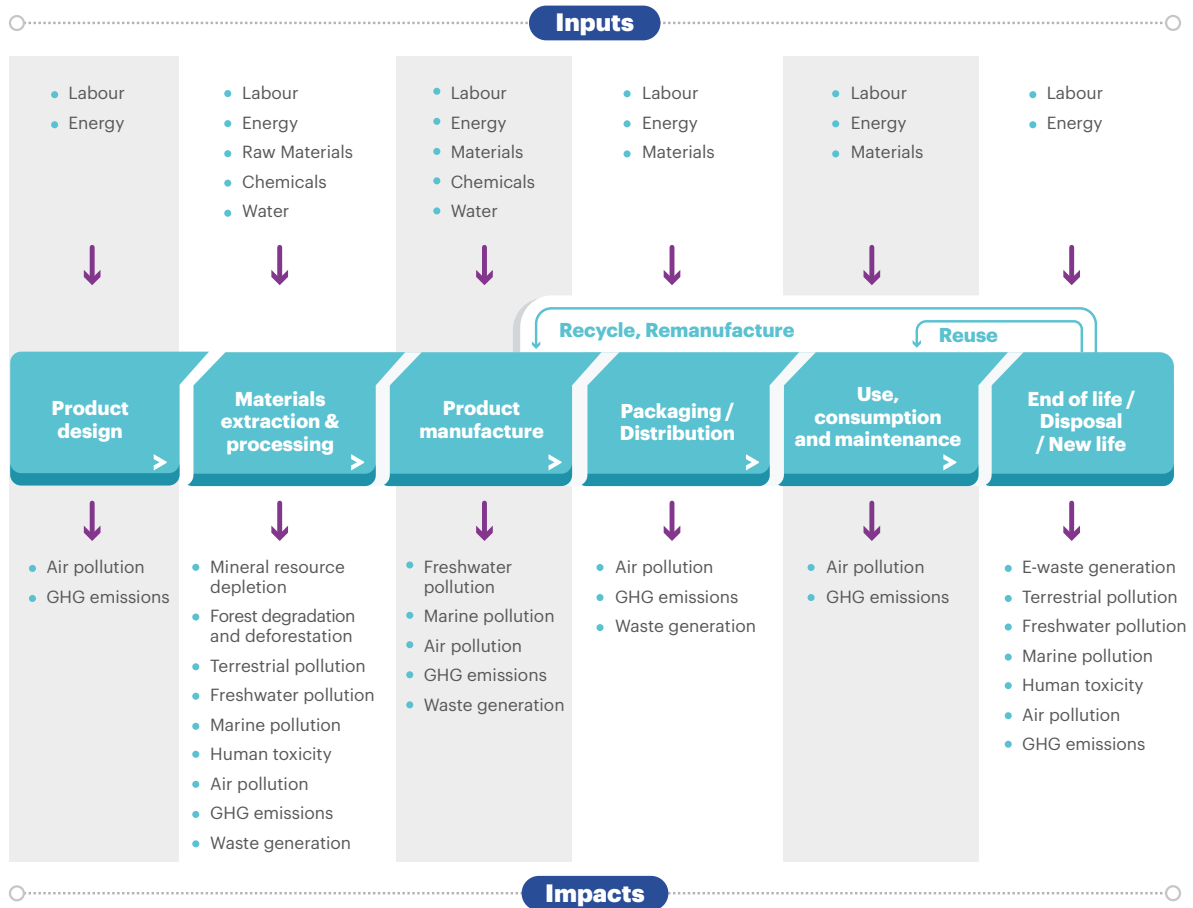 Inputs
Labour
Energy
Labour
Energy
Raw Materials
Chemicals
Water
Labour
Energy
Materials
Chemicals
Water
Labour
Energy
Materials
Labour
Energy
Materials
Labour
Energy
Recycle, Remanufacture
Reuse
Product
design
Materials
extraction &
processing
Product
manufacture
Packaging /
Distribution
Use,
consumption
and maintenance
End of life /
Disposal
/ New life
Air pollution
GHG emissions
Mineral resource
depletion
Forest degradation
and deforestation
Terrestrial pollution
Freshwater pollution
Marine pollution
Human toxicity
Air pollution
GHG emissions
Waste generation
Freshwater
pollution
Marine pollution
Air pollution
GHG emissions
Waste generation
Air pollution
GHG emissions
Waste generation
Air pollution
GHG emissions
E-waste generation
Terrestrial pollution
Freshwater pollution
Marine pollution
Human toxicity
Air pollution
GHG emissions
Impacts